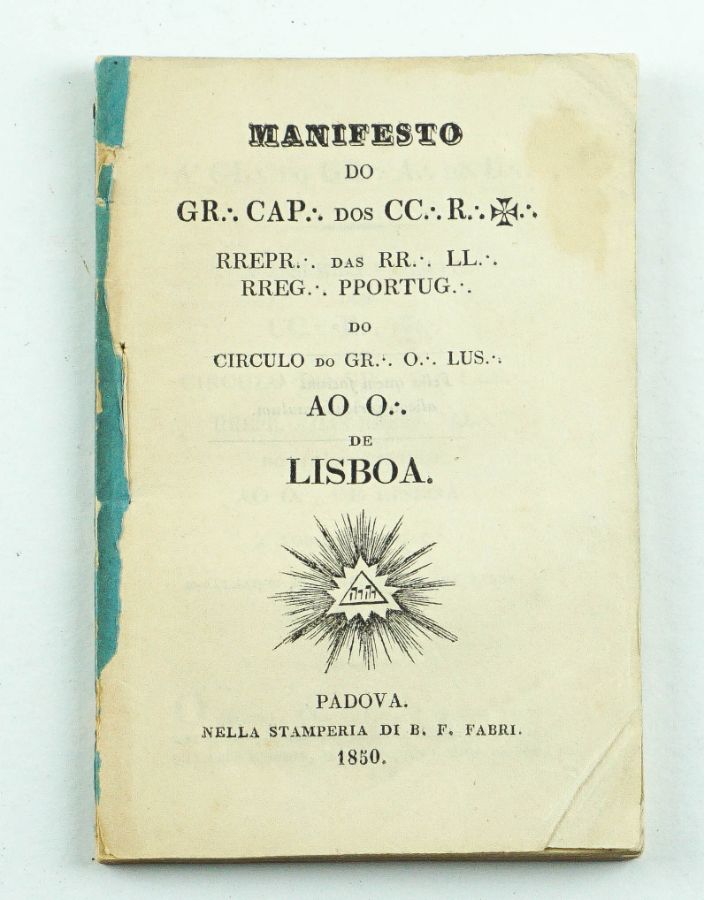 MANIFESTO
DO
GR∴ CAP∴ DOS CC∴ R∴ ✠∴
RREPR∴ DAS RR∴ LL∴
RREG∴ PPORTUG∴
DO
CIRCULO DO GR∴ O∴ LUS∴
AO O∴
DE
LISBOA.
יהוה
PADOVA.
NELLA STAMPERIA DI B. F. FABRI.
1850.